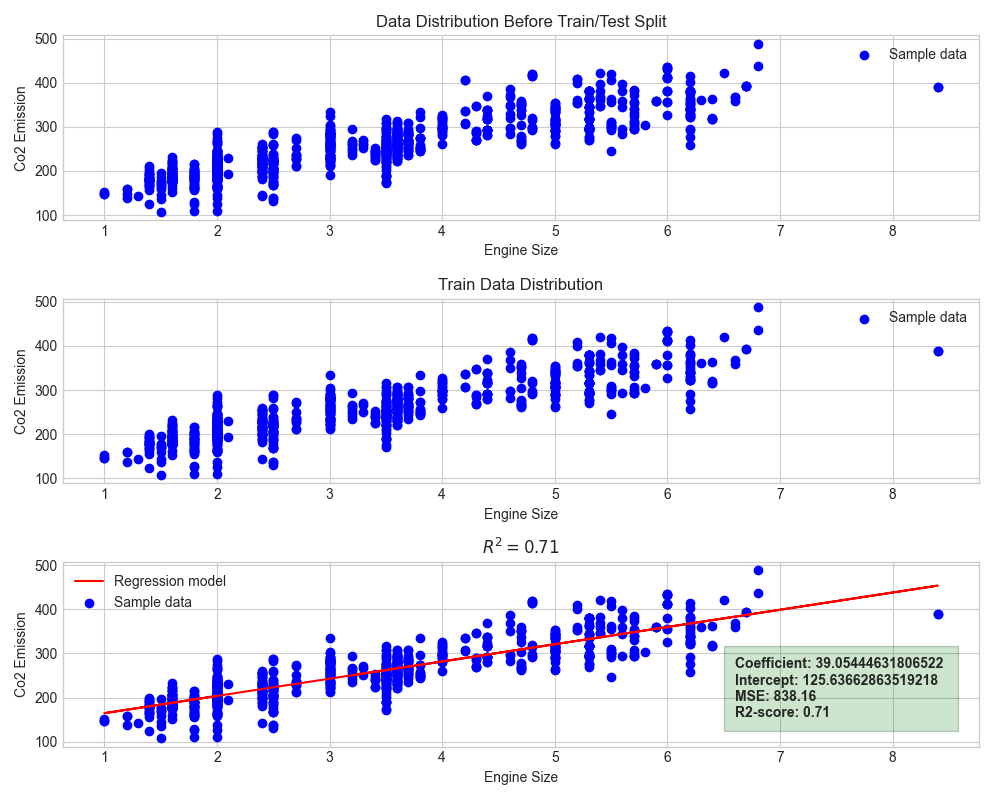 Data Distribution Before Train/Test Split
500
400
300
200
100
Co2 Emission
Sample data
1 2 3 4 5 6 7 8
Engine Size
Train Data Distribution
500
400
300
200
100
Co2 Emission
Sample data
1 2 3 4 5 6 7 8
Engine Size
R² = 0.71
500
400
300
200
100
Co2 Emission
Regression model
Sample data
Coefficient: 39.05444631806522
Intercept: 125.63662863519218
MSE: 838.16
R2-score: 0.71
1 2 3 4 5 6 7 8
Engine Size